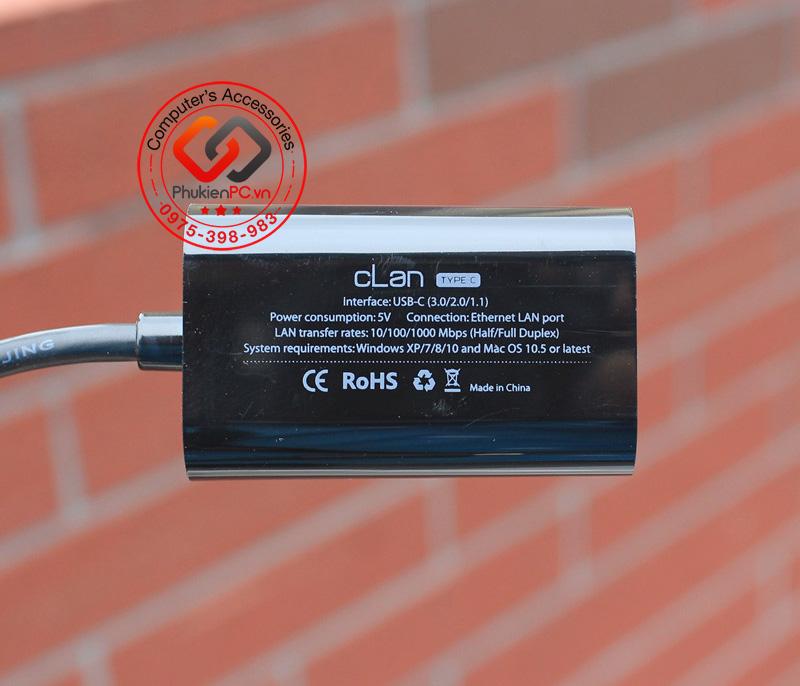 Computer's Accessories
PhukienPC.vn
0975-398-983
JING
cLan TYPE C
Interface: USB-C (3.0/2.0/1.1)
Power consumption: 5V Connection: Ethernet LAN port
LAN transfer rates: 10/100/1000 Mbps (Half/Full Duplex)
System requirements: Windows XP/7/8/10 and Màc OS 10.5 or latest
CE RoHS Made in China